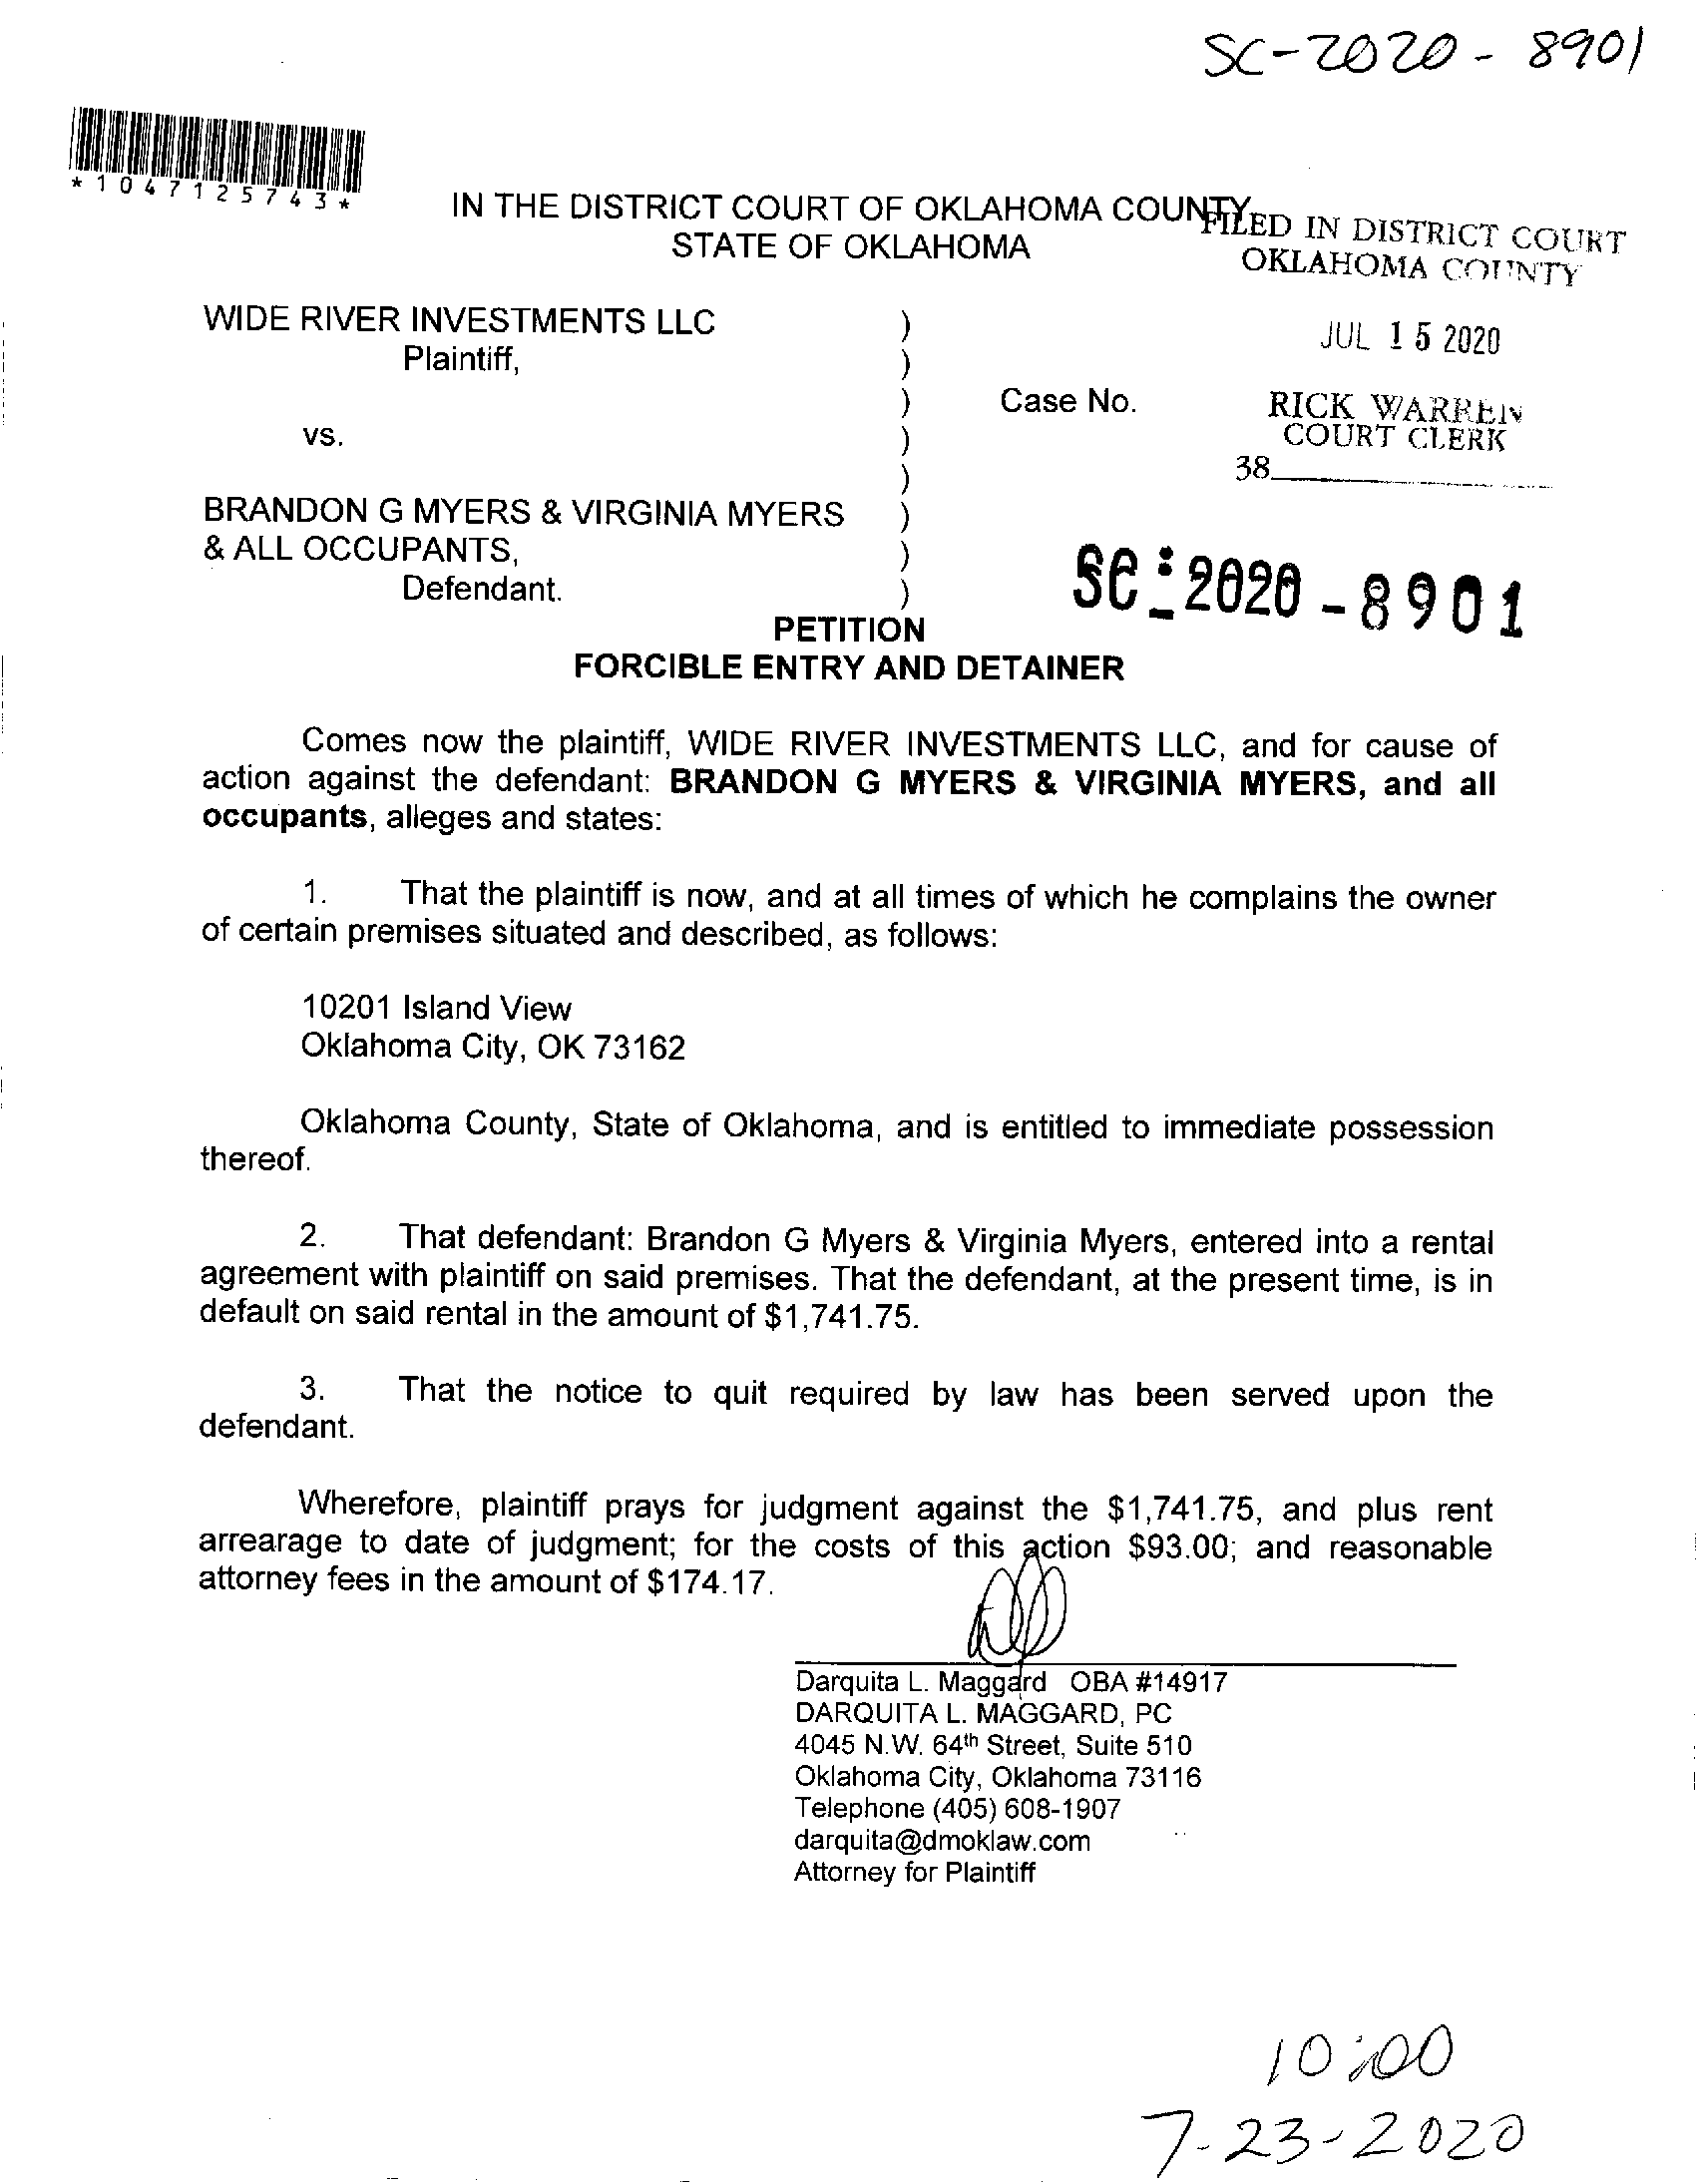 SC-2020-8901
*1047125743*
IN THE DISTRICT COURT OF OKLAHOMA COUNTY
STATE OF OKLAHOMA
FILED IN DISTRICT COURT
OKLAHOMA COUNTY
JUL 15 2020
RICK WARREN
COURT CLERK
38
WIDE RIVER INVESTMENTS LLC )
Plaintiff, )
) Case No.
vs. )
)
BRANDON G MYERS & VIRGINIA MYERS )
& ALL OCCUPANTS, )
Defendant. )
SC-2020-8901
PETITION
FORCIBLE ENTRY AND DETAINER
Comes now the plaintiff, WIDE RIVER INVESTMENTS LLC, and for cause of
action against the defendant: BRANDON G MYERS & VIRGINIA MYERS, and all
occupants, alleges and states:
1. That the plaintiff is now, and at all times of which he complains the owner
of certain premises situated and described, as follows:
10201 Island View
Oklahoma City, OK 73162
Oklahoma County, State of Oklahoma, and is entitled to immediate possession
thereof.
2. That defendant: Brandon G Myers & Virginia Myers, entered into a rental
agreement with plaintiff on said premises. That the defendant, at the present time, is in
default on said rental in the amount of $1,741.75.
3. That the notice to quit required by law has been served upon the
defendant.
Wherefore, plaintiff prays for judgment against the $1,741.75, and plus rent
arrearage to date of judgment; for the costs of this action $93.00; and reasonable
attorney fees in the amount of $174.17.
Darquita L. Maggard OBA #14917
DARQUITA L. MAGGARD, PC
4045 N.W. 64th Street, Suite 510
Oklahoma City, Oklahoma 73116
Telephone (405) 608-1907
darquita@dmoklaw.com
Attorney for Plaintiff
10:00
7-23-2020